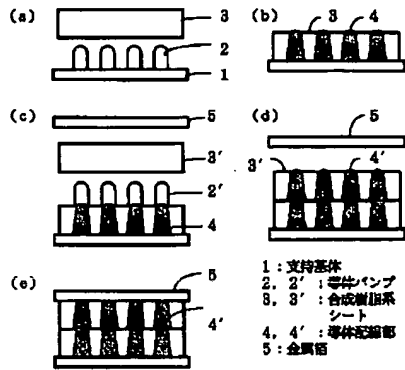 (a)
3
2
1
(b)
3
4
(c)
5
3′
2′
4
(d)
5
3′
4′
(e)
5
4′
1：支持基体
2，2′：導体バンプ
3，3′：合成樹脂系
シート
4，4′：導体配線部
5：金属箔